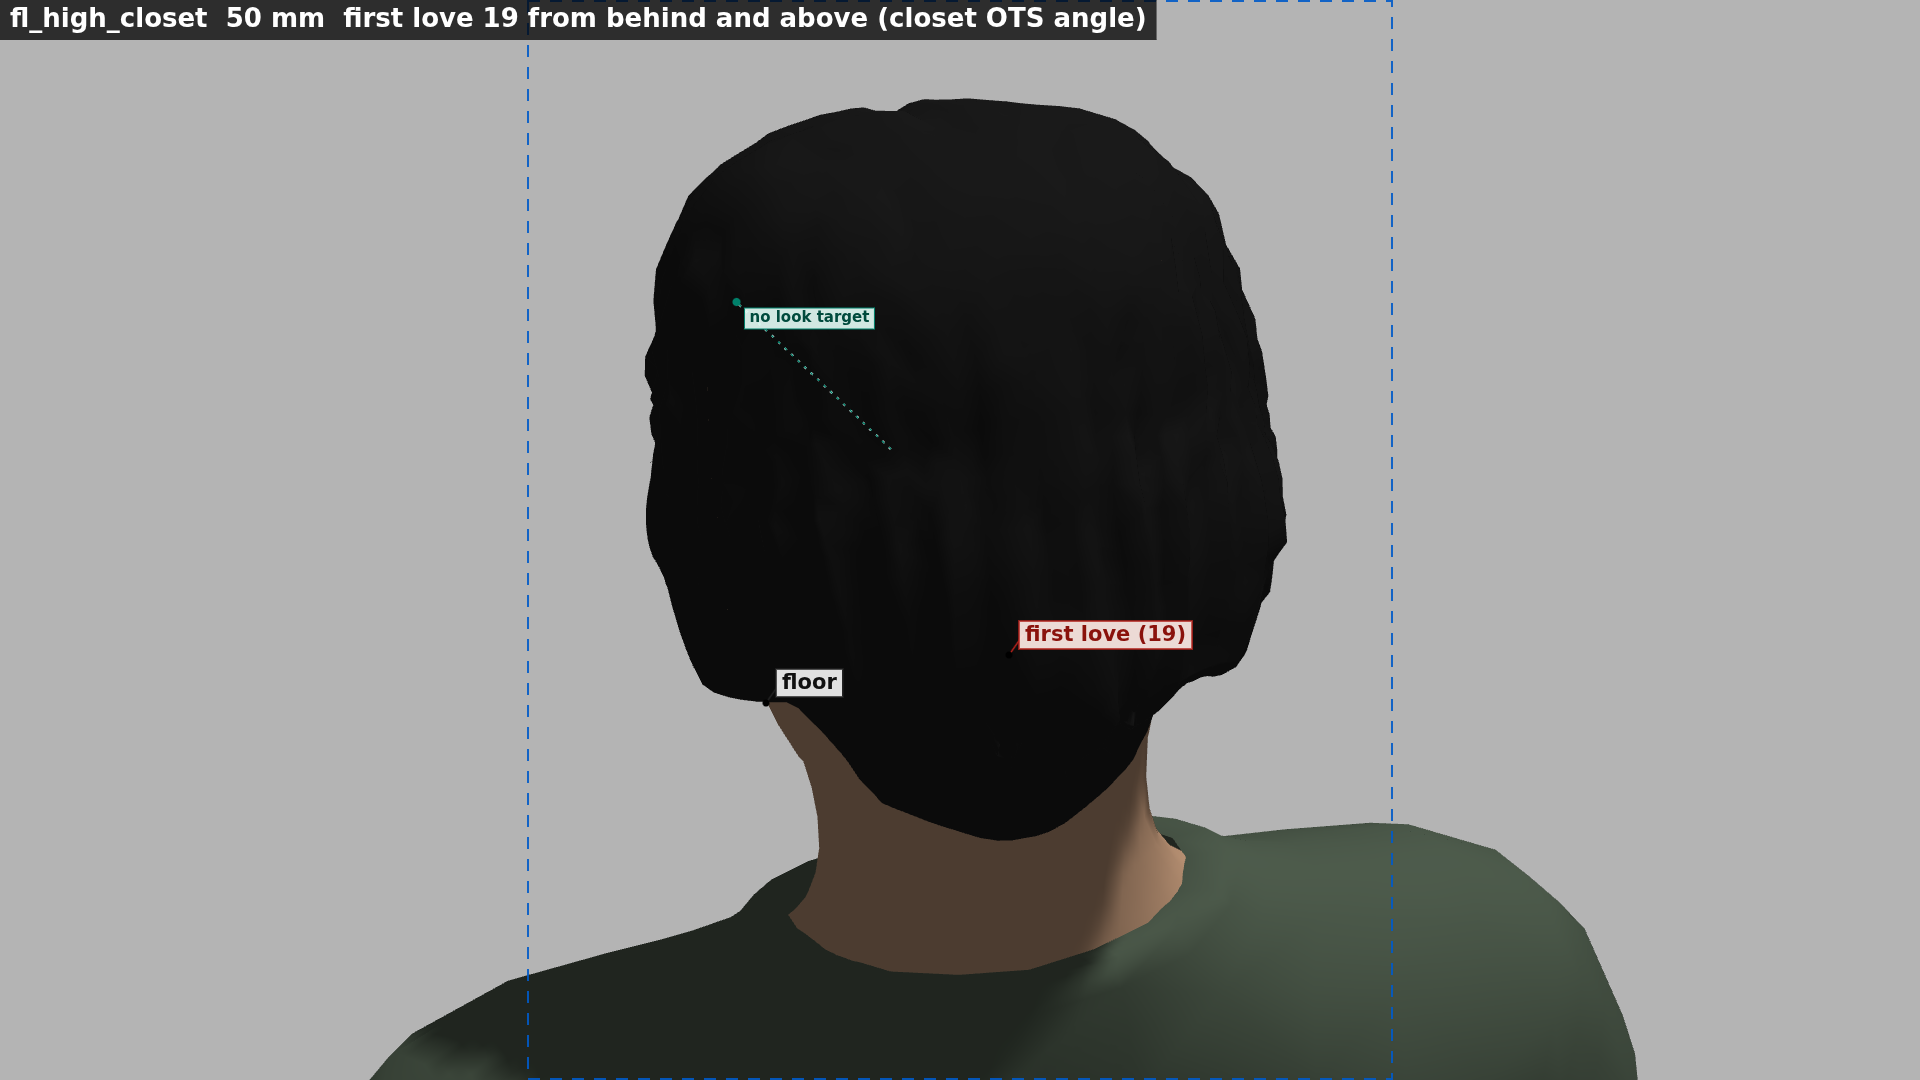 fl_high_closet  50 mm  first love 19 from behind and above (closet OTS angle)
no look target
first love (19)
floor